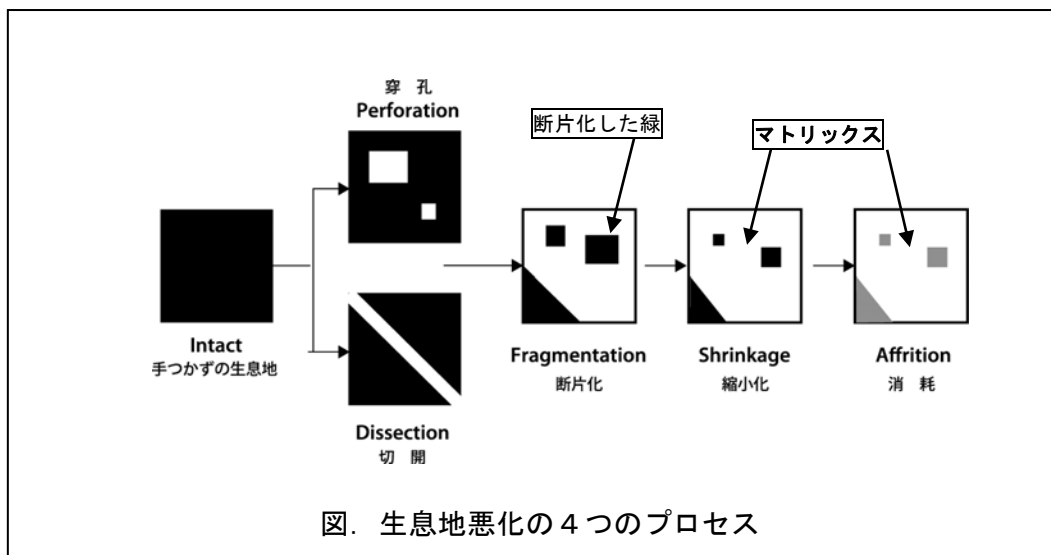 穿　孔
Perforation
断片化した緑
マトリックス
Intact
手つかずの生息地
Dissection
切　開
Fragmentation
断片化
Shrinkage
縮小化
Affrition
消　耗
図．生息地悪化の４つのプロセス